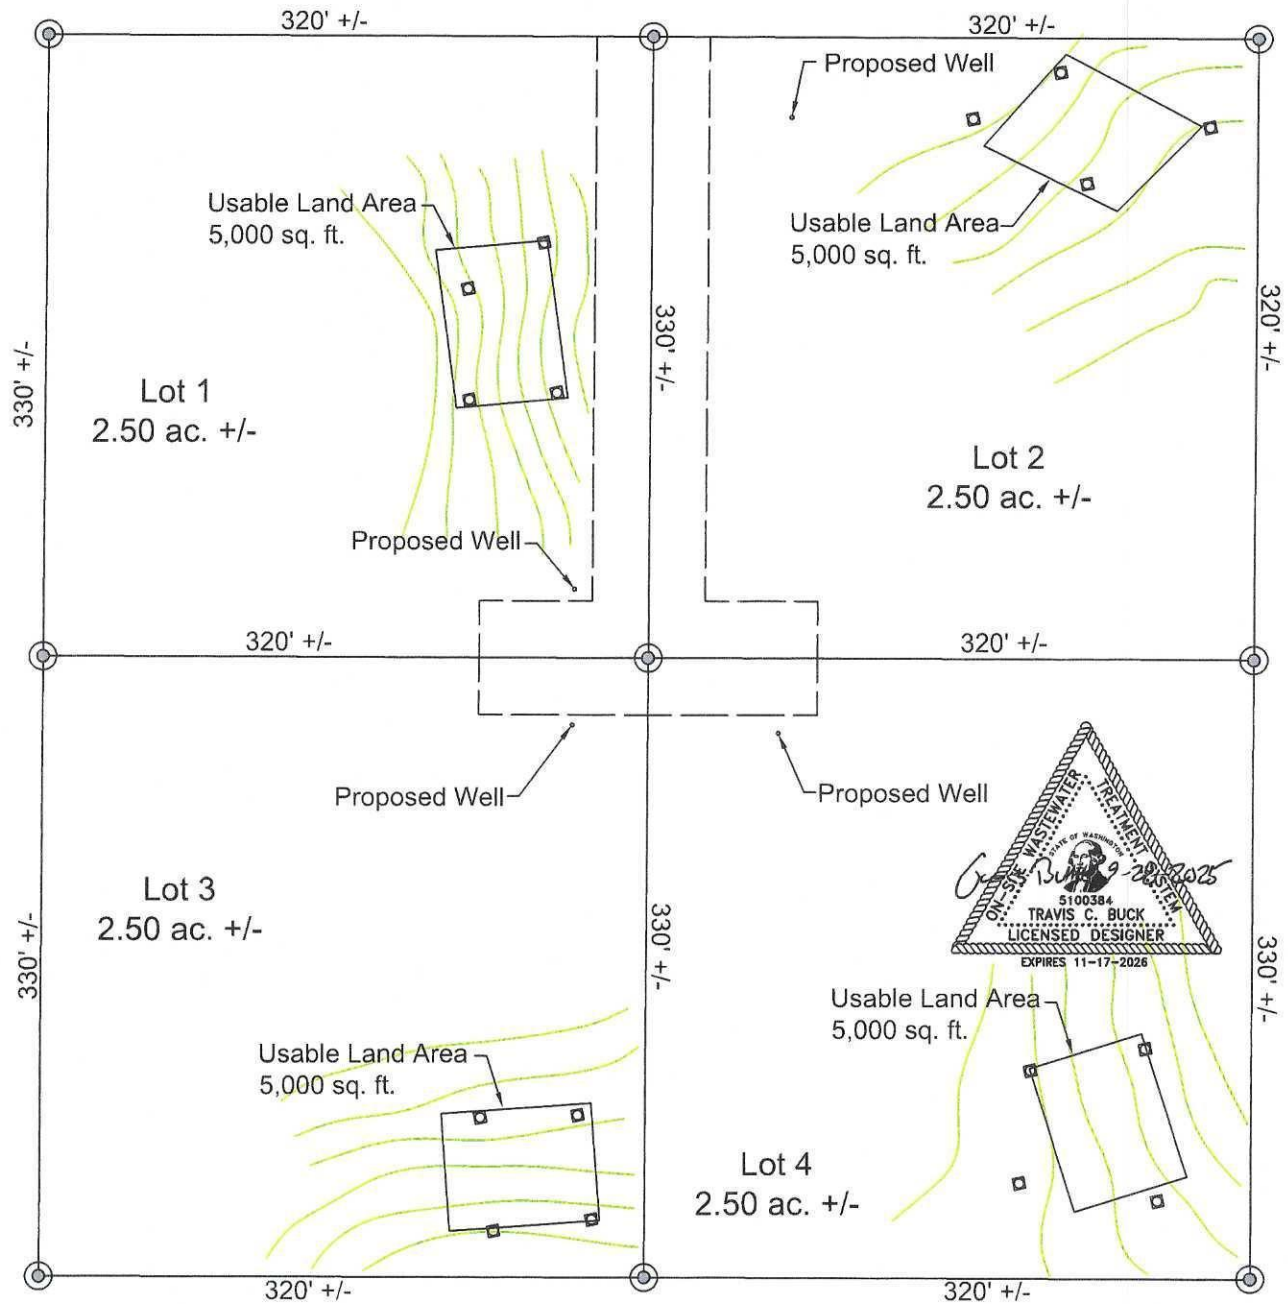 320' +/-
320' +/-
Proposed Well
Usable Land Area
5,000 sq. ft.
Usable Land Area
5,000 sq. ft.
330' +/-
330' +/-
320' +/-
Lot 1
2.50 ac. +/-
Lot 2
2.50 ac. +/-
Proposed Well
320' +/-
320' +/-
Proposed Well
Proposed Well
ON-SITE WASTEWATER
TREATMENT SYSTEM
STATE OF WASHINGTON
5100384
TRAVIS C. BUCK
LICENSED DESIGNER
EXPIRES 11-17-2026
Lot 3
2.50 ac. +/-
330' +/-
330' +/-
330' +/-
Usable Land Area
5,000 sq. ft.
Usable Land Area
5,000 sq. ft.
Lot 4
2.50 ac. +/-
320' +/-
320' +/-